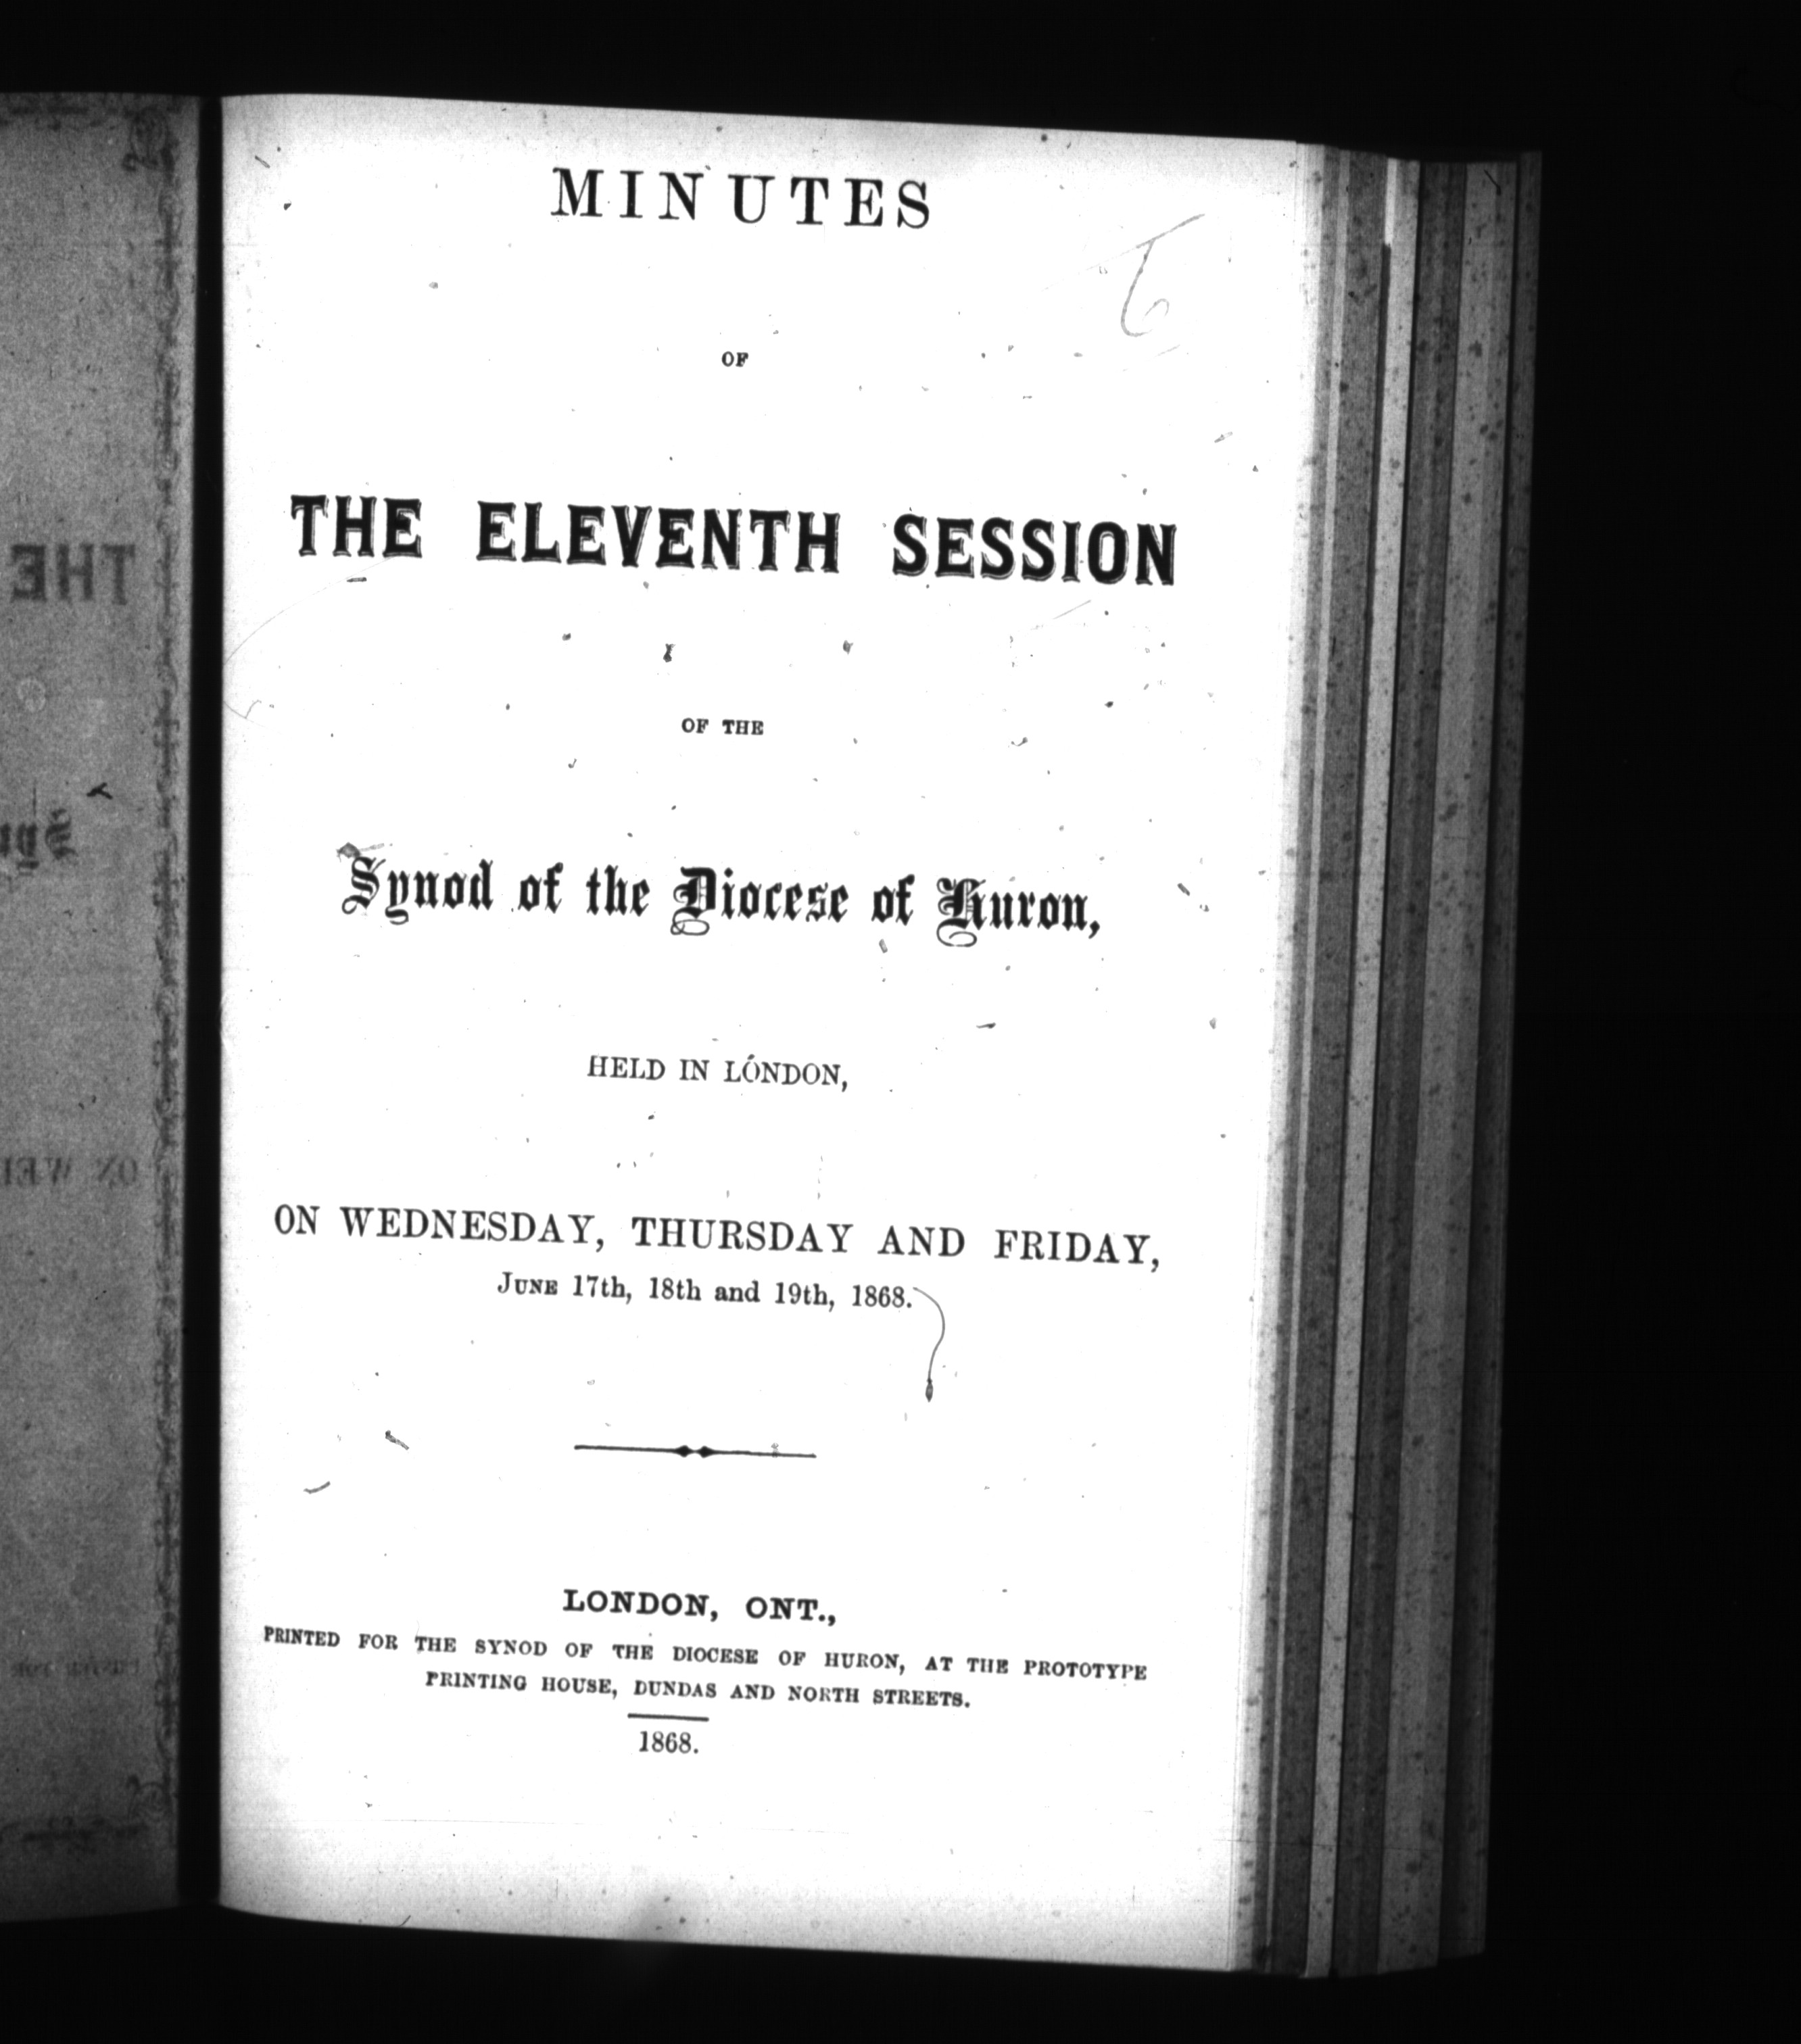 MINUTES
OF
THE ELEVENTH SESSION
OF THE
Synod of the Diocese of Huron,
HELD IN LONDON,
ON WEDNESDAY, THURSDAY AND FRIDAY,
JUNE 17th, 18th and 19th, 1868.
LONDON, ONT.,
PRINTED FOR THE SYNOD OF THE DIOCESE OF HURON, AT THE PROTOTYPE
PRINTING HOUSE, DUNDAS AND NORTH STREETS.
1868.